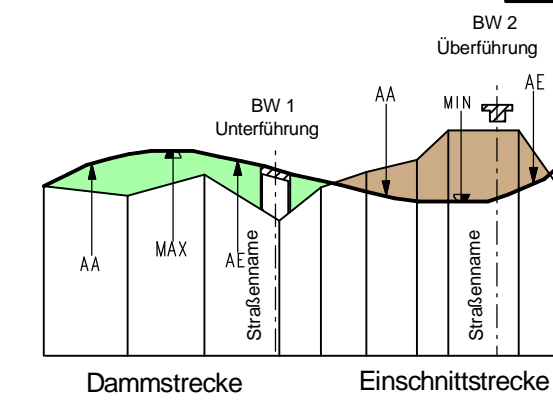 BW 2
Überführung
AA
MIN
AE
BW 1
Unterführung
AA
MAX
AE
Straßenname
Straßenname
Dammstrecke
Einschnittstrecke